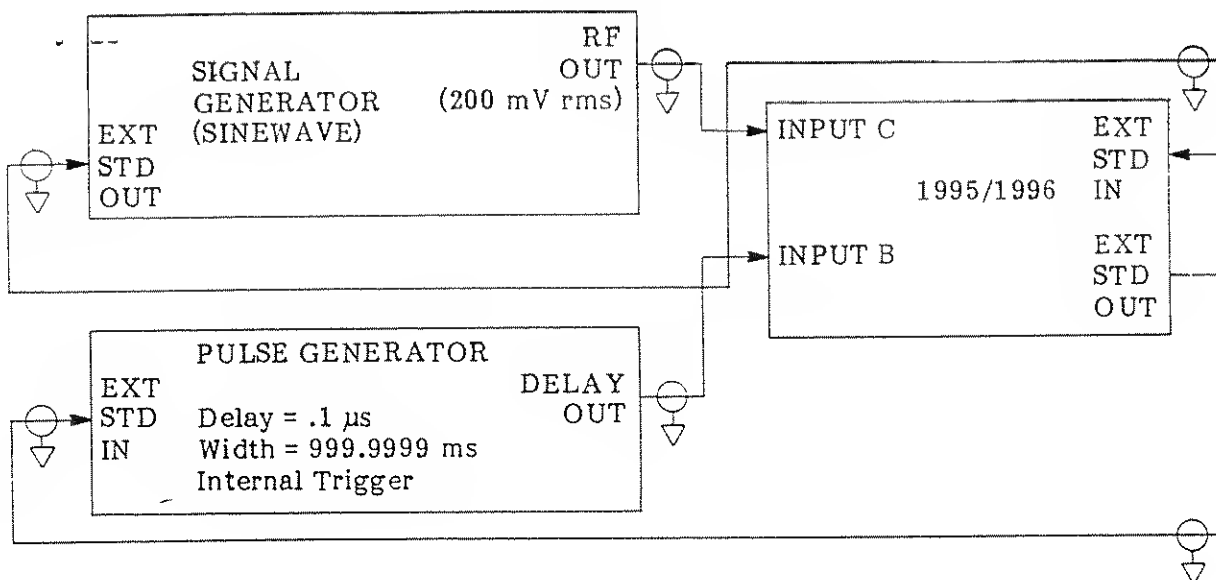 RF
OUT
(200 mV rms)
SIGNAL
GENERATOR
(SINEWAVE)
EXT
STD
OUT
INPUT C
INPUT B
1995/1996
EXT
STD
IN
EXT
STD
OUT
PULSE GENERATOR
EXT
STD
IN
Delay = .1 µs
Width = 999.9999 ms
Internal Trigger
DELAY
OUT